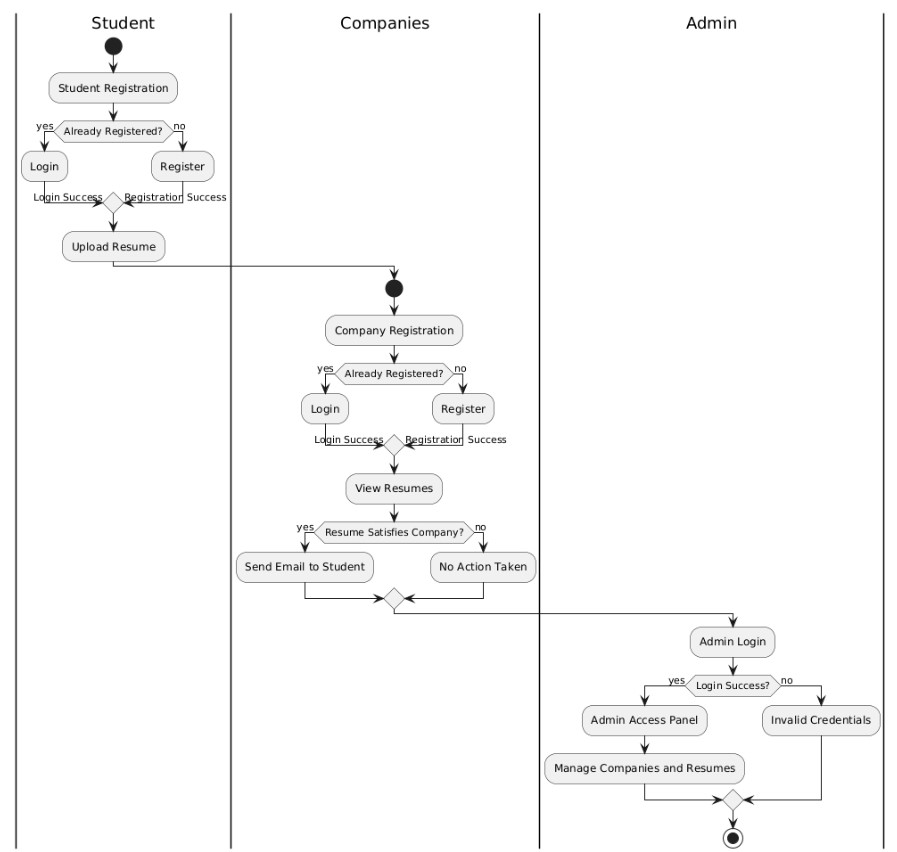 Student
Companies
Admin
Student Registration
yes
Already Registered?
no
Login
Register
Login Success
Registration Success
Upload Resume
Company Registration
yes
Already Registered?
no
Login
Register
Login Success
Registration Success
View Resumes
yes
Resume Satisfies Company?
no
Send Email to Student
No Action Taken
Admin Login
yes
Login Success?
no
Admin Access Panel
Invalid Credentials
Manage Companies and Resumes